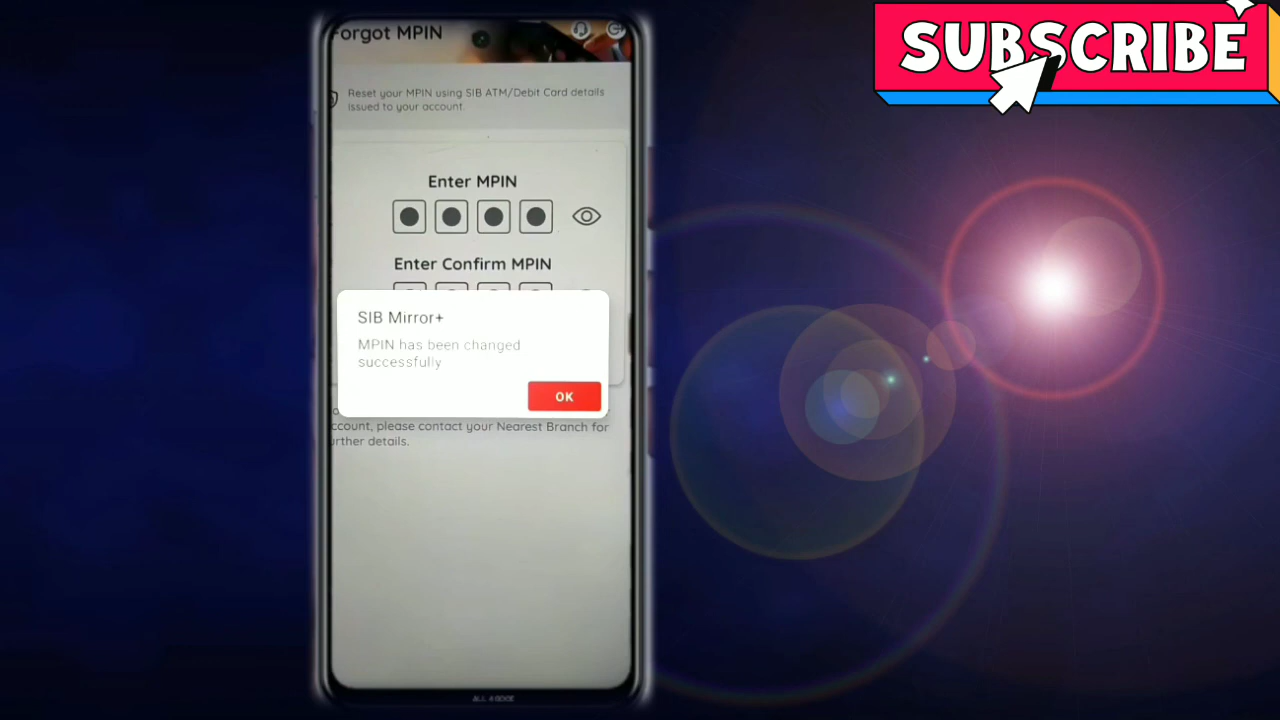 SUBSCRIBE
Forgot MPIN
Reset your MPIN using SIB ATM/Debit Card details
issued to your account.
Enter MPIN
Enter Confirm MPIN
SIB Mirror+
MPIN has been changed
successfully
OK
ccount, please contact your Nearest Branch for
urther details.